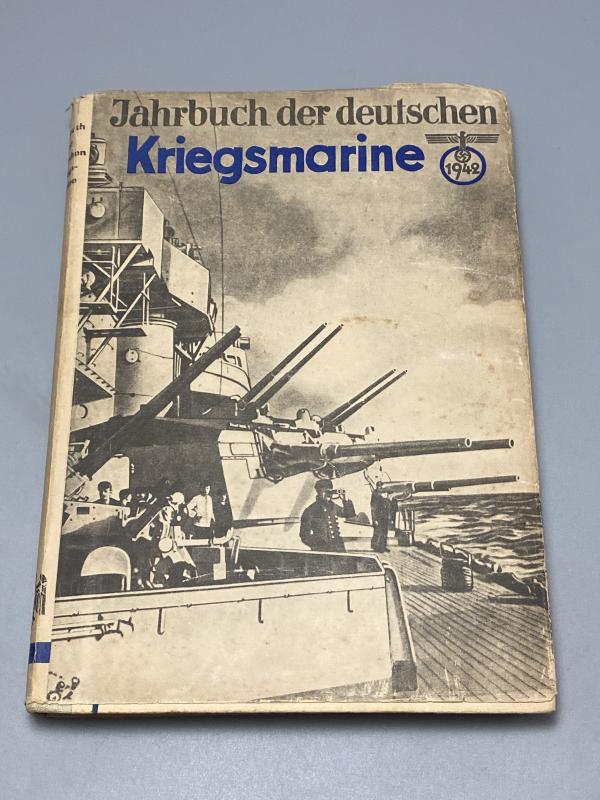 Jahrbuch der deutschen
Kriegsmarine
1942